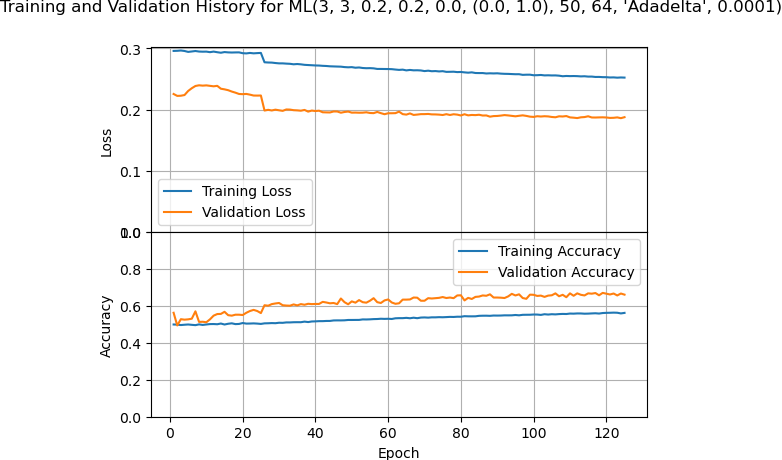 Training and Validation History for ML(3, 3, 0.2, 0.2, 0.0, (0.0, 1.0), 50, 64, 'Adadelta', 0.0001)
0.3
0.2
0.1
0.0
Loss
Training Loss
Validation Loss
1.0
0.8
0.6
0.4
0.2
0.0
Accuracy
Training Accuracy
Validation Accuracy
0 20 40 60 80 100 120
Epoch